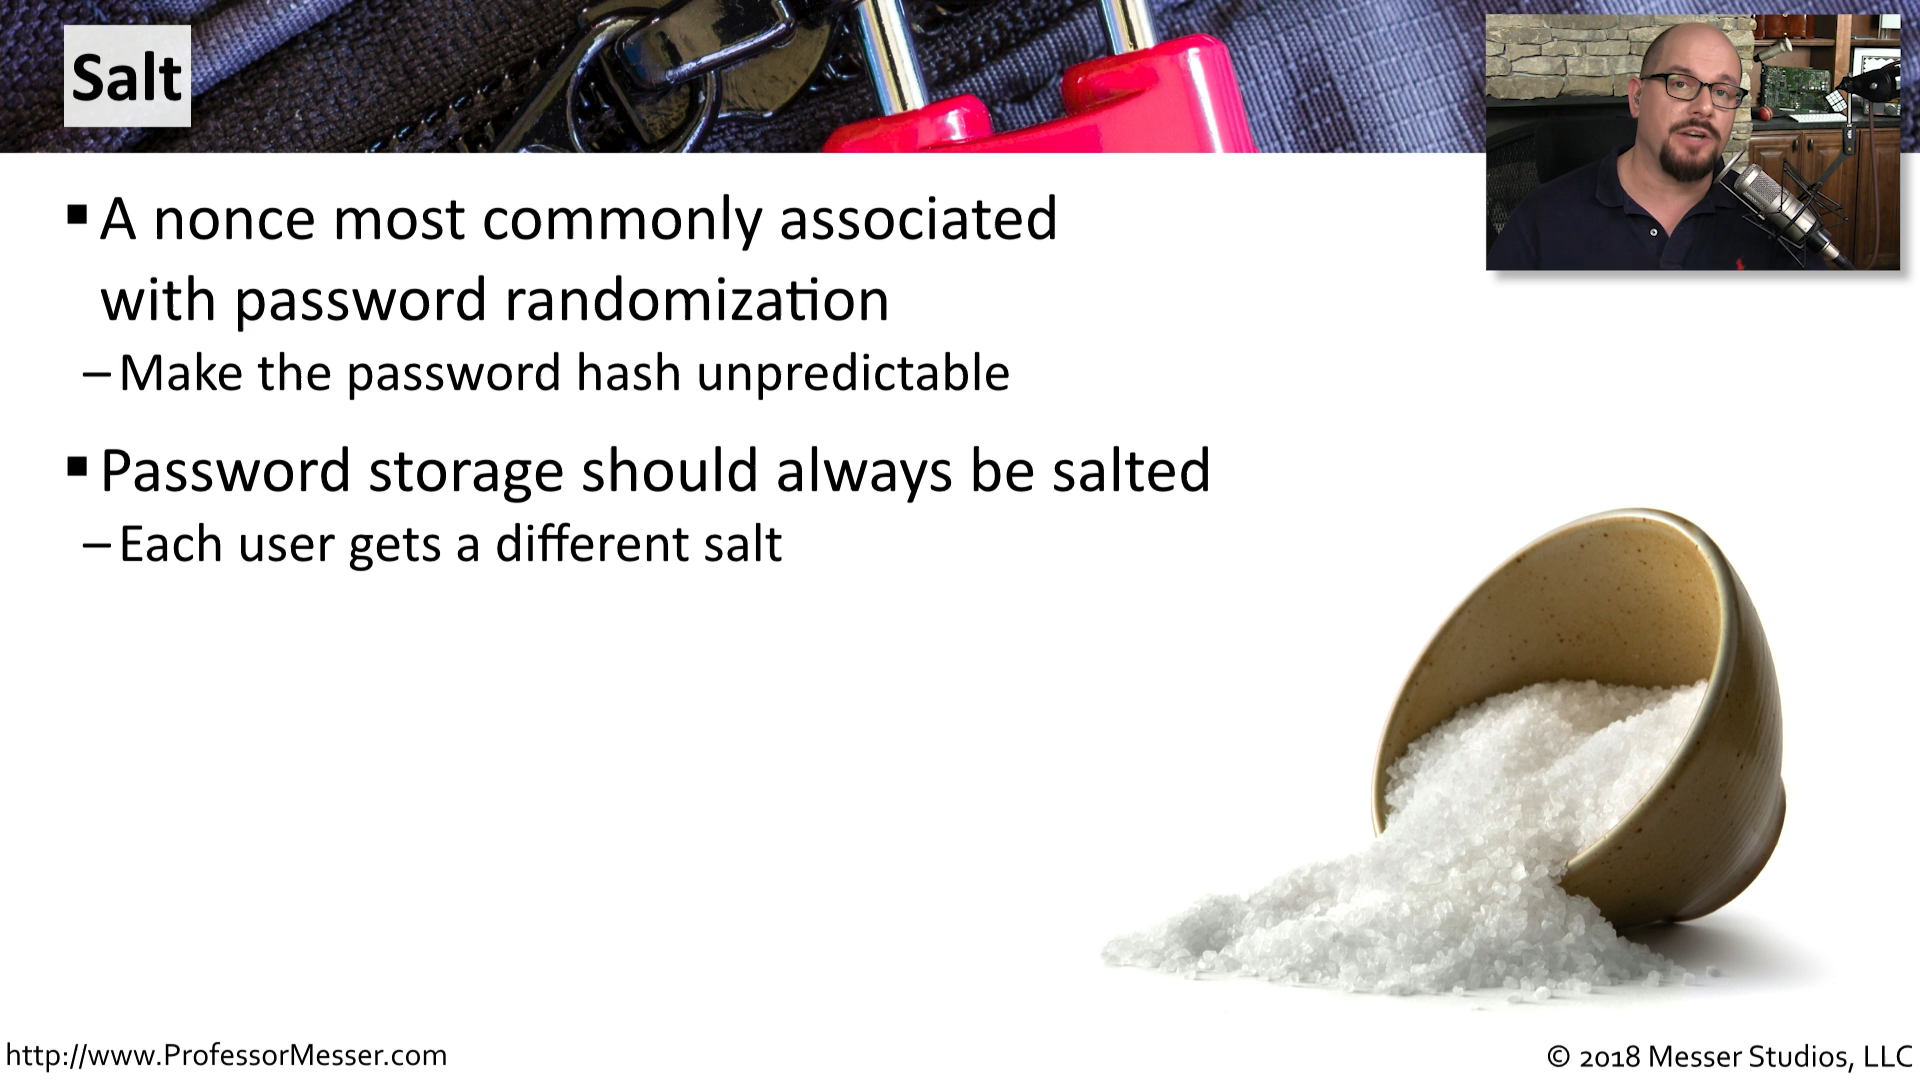 Salt
▪ A nonce most commonly associated
with password randomization
– Make the password hash unpredictable
▪ Password storage should always be salted
– Each user gets a different salt
http://www.ProfessorMesser.com
© 2018 Messer Studios, LLC